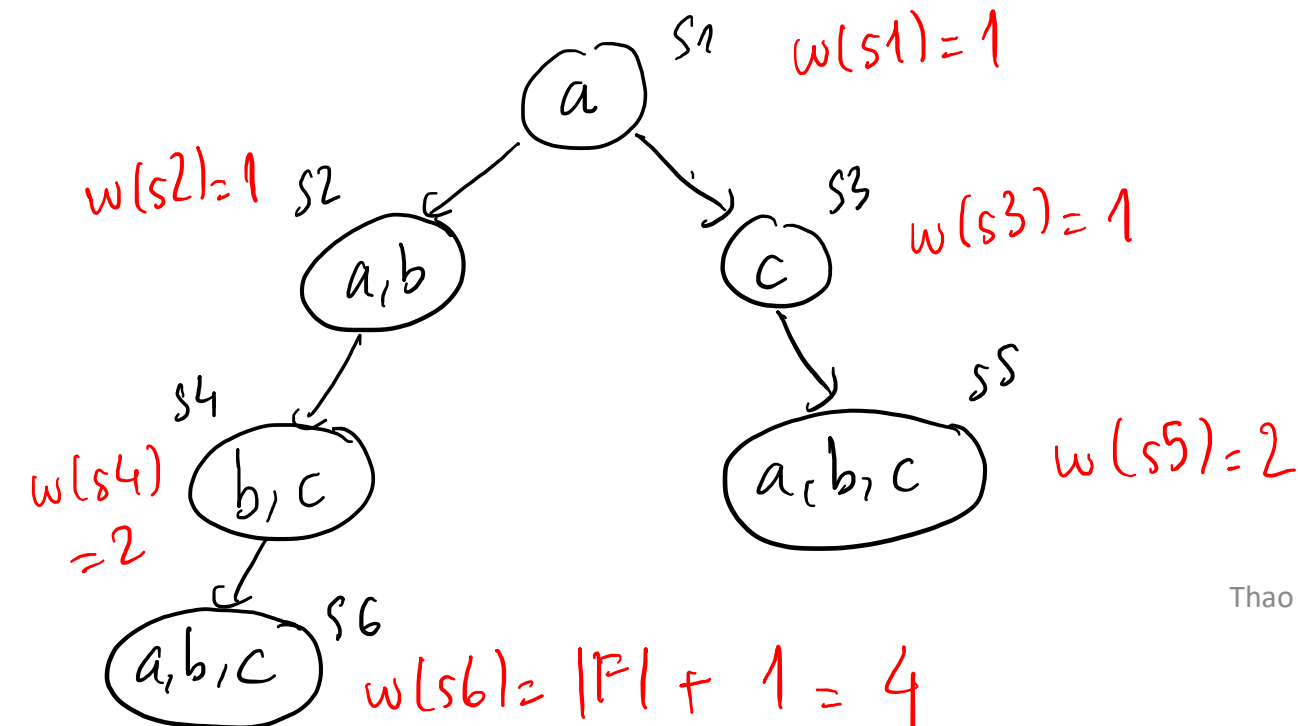 s1
w(s1) = 1
a
w(s2) = 1
s2
s3
w(s3) = 1
a, b
c
s4
s5
w(s4)
= 2
b, c
a, b, c
w(s5) = 2
Thao
s6
a, b, c
w(s6) = |F| + 1 = 4